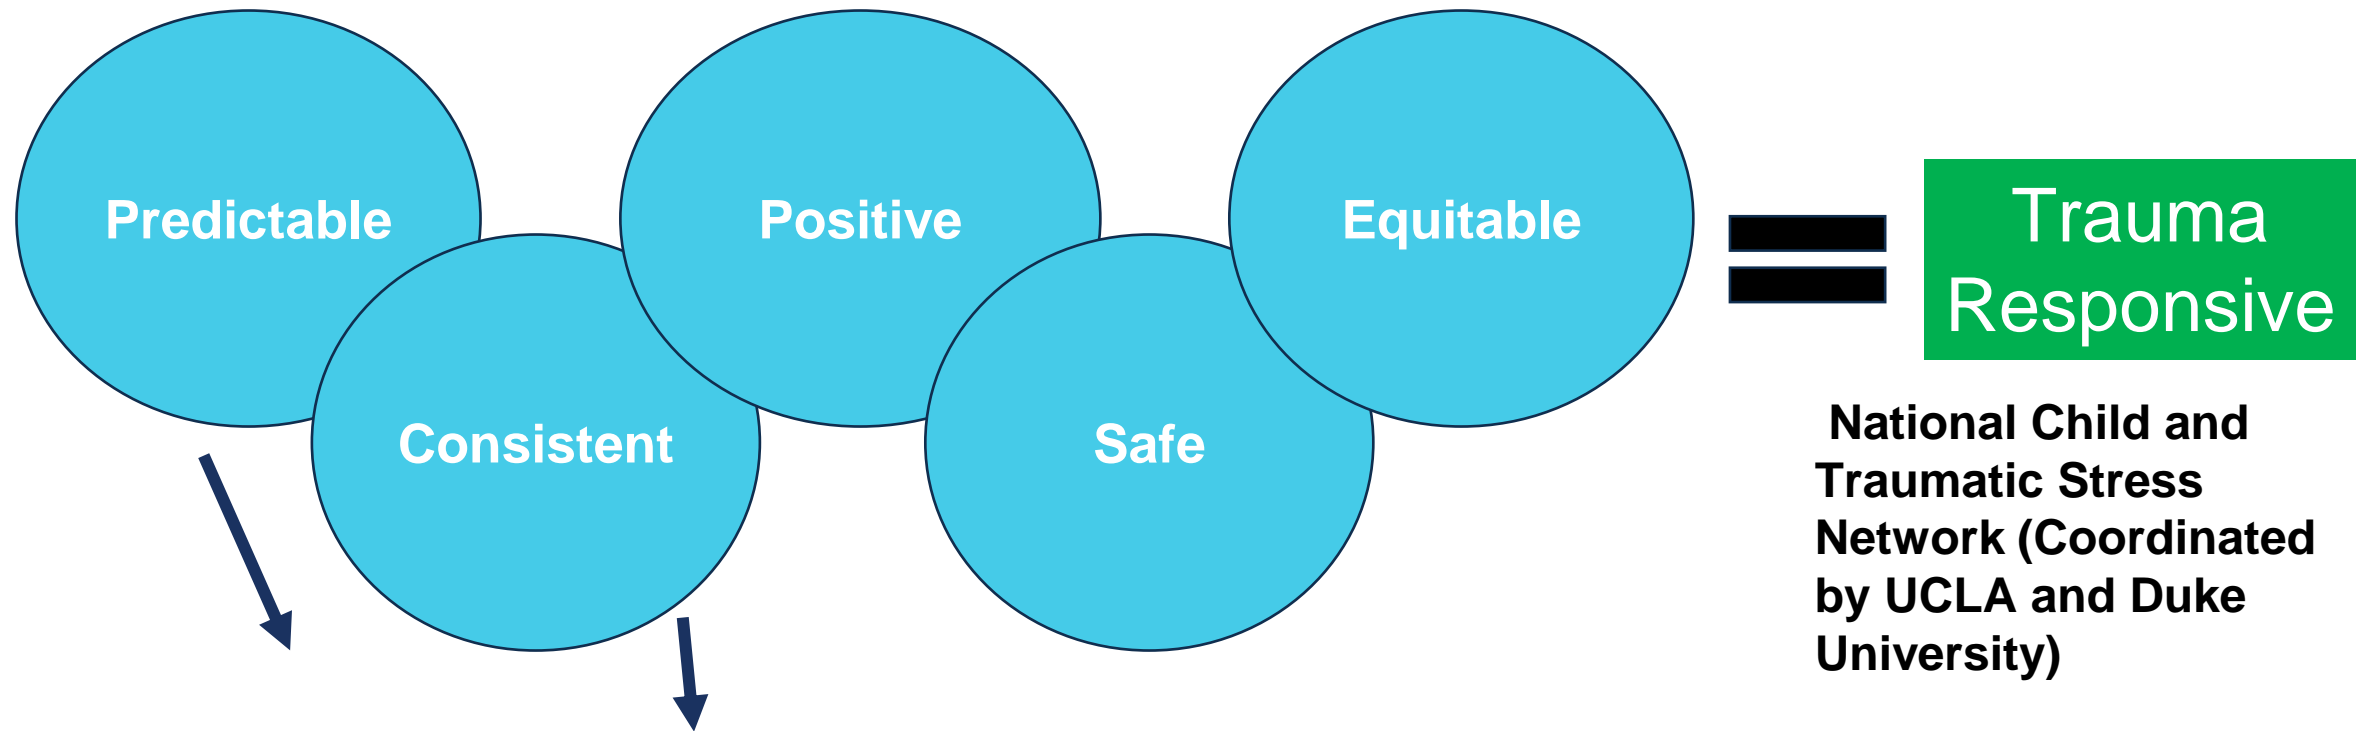 Predictable
Consistent
Positive
Safe
Equitable
Trauma
Responsive
National Child and
Traumatic Stress
Network (Coordinated
by UCLA and Duke
University)